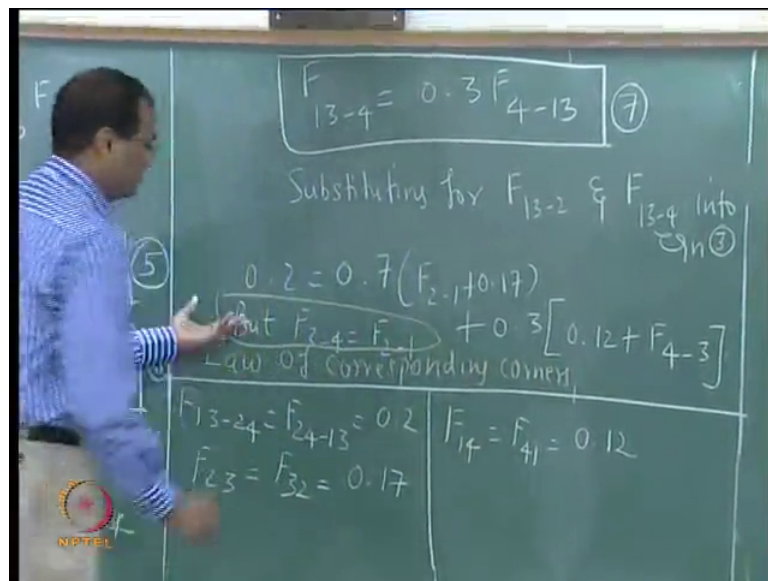 F
F13-4 = 0.3 F4-13 7
Substituting for F13-2 & F13-4 into
Eqn 3
5
0.2 = 0.7 (F2-1 + 0.17)
+ 0.3 [0.12 + F4-3]
But F2-4 = F2-1
Law of corresponding corners
F13-24 = F24-13 = 0.2
F23 = F32 = 0.17
F14 = F41 = 0.12
NPTEL